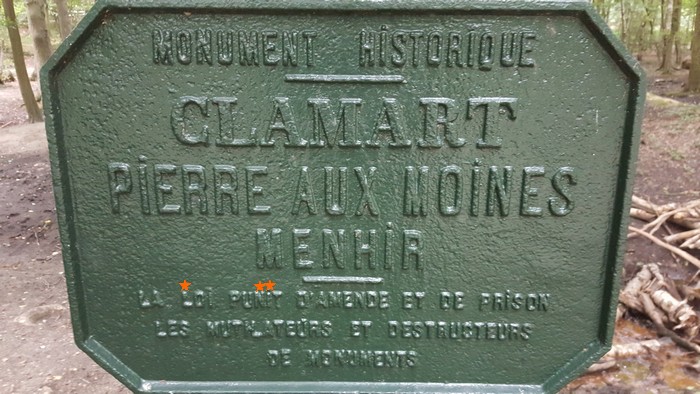 MONUMENT HISTORIQUE
CLAMART
PIERRE AUX MOINES
MENHIR
LA LOI PUNIT D'AMENDE ET DE PRISON
LES MUTILATEURS ET DESTRUCTEURS
DE MONUMENTS